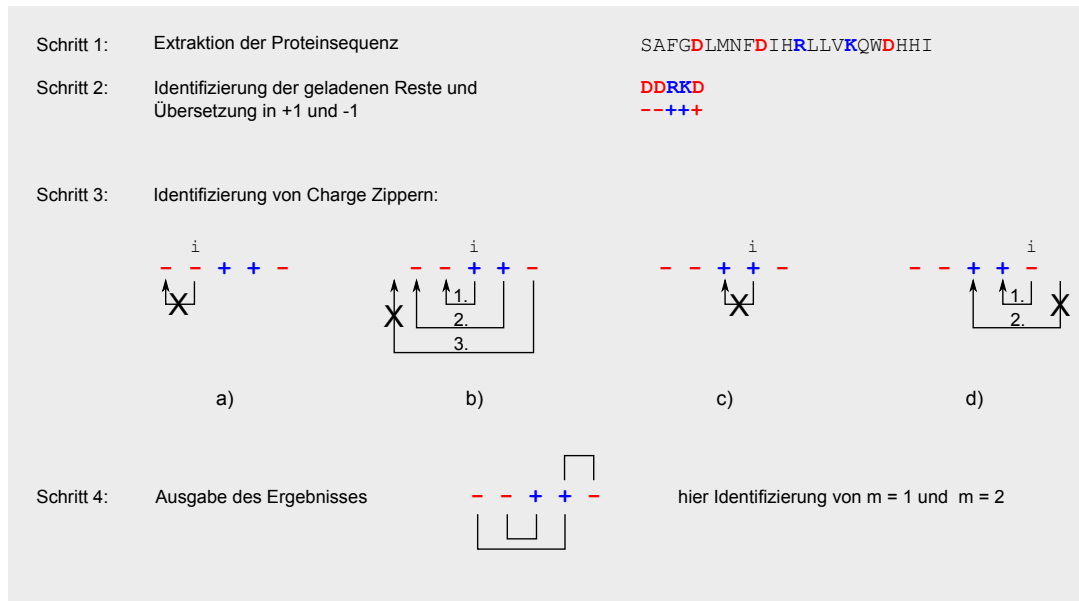 Schritt 1: Extraktion der Proteinsequenz SAFGDLMNFDIHRLLVKQWDHHI
Schritt 2: Identifizierung der geladenen Reste und DDRKD
Übersetzung in +1 und -1 --+++
Schritt 3: Identifizierung von Charge Zippern:
i i i i
- - + + - - - + + - - - + + - - - + + -
X X 1. X 1. X
2. 2.
3.
a) b) c) d)
Schritt 4: Ausgabe des Ergebnisses - - + + - hier Identifizierung von m = 1 und m = 2